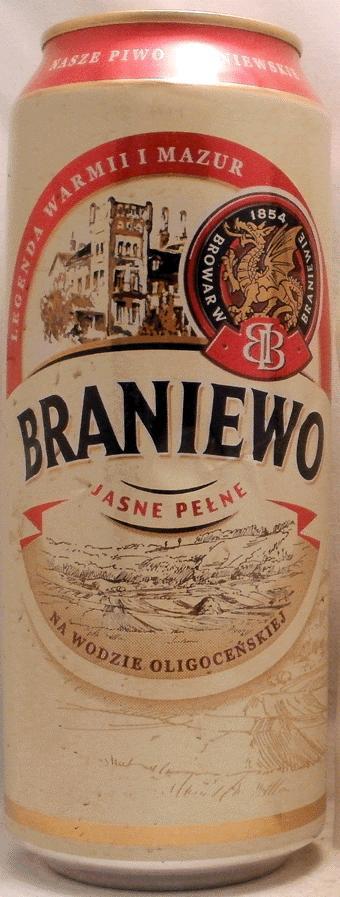 NASZE PIWO
LEGENDA WARMII I MAZUR
1854
BROWAR W BRANIEWIE
BB
BRANIEWO
JASNE PEŁNE
NA WODZIE OLIGOCEŃSKIEJ